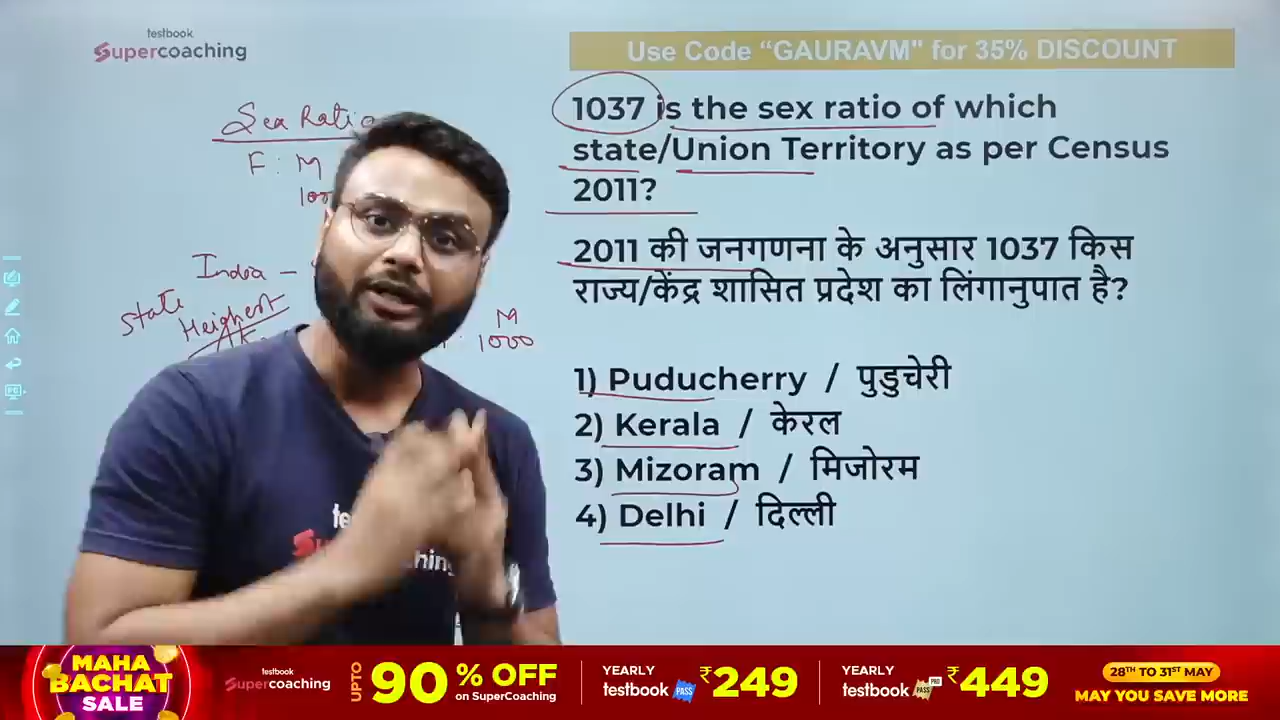 testbook
Supercoaching
Use Code “GAURAVM" for 35% DISCOUNT
Sex Ratio
F : M
India –
State
Heighest
M
1000
1037 is the sex ratio of which
state/Union Territory as per Census
2011?
2011 की जनगणना के अनुसार 1037 किस
राज्य/केंद्र शासित प्रदेश का लिंगानुपात है?
1) Puducherry / पुडुचेरी
2) Kerala / केरल
3) Mizoram / मिजोरम
4) Delhi / दिल्ली
MAHA
BACHAT
SALE
testbook
Supercoaching
UPTO 90% OFF
on SuperCoaching
YEARLY
testbook PASS ₹249
YEARLY
testbook PASS PRO ₹449
28TH TO 31ST MAY
MAY YOU SAVE MORE